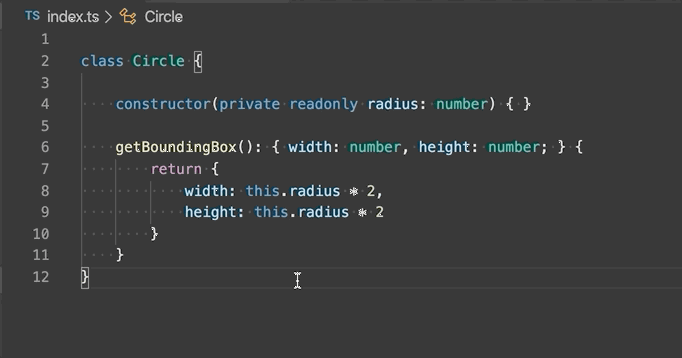 TS index.ts > Circle
1
2 class Circle {
3
4 constructor(private readonly radius: number) { }
5
6 getBoundingBox(): { width: number, height: number; } {
7 return {
8 width: this.radius * 2,
9 height: this.radius * 2
10 }
11 }
12 }